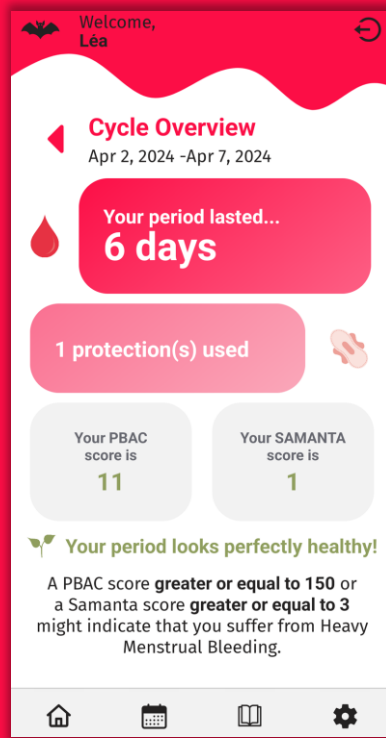 Welcome,
Léa
Cycle Overview
Apr 2, 2024 -Apr 7, 2024
Your period lasted...
6 days
1 protection(s) used
Your PBAC
score is
11
Your SAMANTA
score is
1
Your period looks perfectly healthy!
A PBAC score greater or equal to 150 or
a Samanta score greater or equal to 3
might indicate that you suffer from Heavy
Menstrual Bleeding.